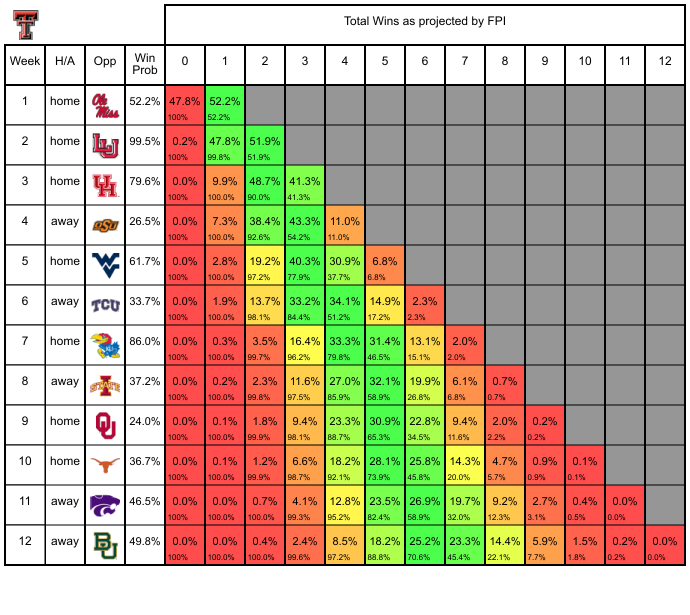 T
Total Wins as projected by FPI
Week H/A Opp Win Prob 0 1 2 3 4 5 6 7 8 9 10 11 12
1 home Ole Miss 52.2% 47.8% 52.2%
100% 52.2%
2 home LU 99.5% 0.2% 47.8% 51.9%
100% 99.8% 51.9%
3 home UH 79.6% 0.0% 9.9% 48.7% 41.3%
100% 100.0% 90.0% 41.3%
4 away OSU 26.5% 0.0% 7.3% 38.4% 43.3% 11.0%
100% 100.0% 92.6% 54.2% 11.0%
5 home WV 61.7% 0.0% 2.8% 19.2% 40.3% 30.9% 6.8%
100% 100.0% 97.2% 77.9% 37.7% 6.8%
6 away TCU 33.7% 0.0% 1.9% 13.7% 33.2% 34.1% 14.9% 2.3%
100% 100.0% 98.1% 84.4% 51.2% 17.2% 2.3%
7 home KU 86.0% 0.0% 0.3% 3.5% 16.4% 33.3% 31.4% 13.1% 2.0%
100% 100.0% 99.7% 96.2% 79.8% 46.5% 15.1% 2.0%
8 away I STATE 37.2% 0.0% 0.2% 2.3% 11.6% 27.0% 32.1% 19.9% 6.1% 0.7%
100% 100.0% 99.8% 97.5% 85.9% 58.9% 26.8% 6.8% 0.7%
9 home OU 24.0% 0.0% 0.1% 1.8% 9.4% 23.3% 30.9% 22.8% 9.4% 2.0% 0.2%
100% 100.0% 99.9% 98.1% 88.7% 65.3% 34.5% 11.6% 2.2% 0.2%
10 home 36.7% 0.0% 0.1% 1.2% 6.6% 18.2% 28.1% 25.8% 14.3% 4.7% 0.9% 0.1%
100% 100.0% 99.9% 98.7% 92.1% 73.9% 45.8% 20.0% 5.7% 0.9% 0.1%
11 away 46.5% 0.0% 0.0% 0.7% 4.1% 12.8% 23.5% 26.9% 19.7% 9.2% 2.7% 0.4% 0.0%
100% 100.0% 100.0% 99.3% 95.2% 82.4% 58.9% 32.0% 12.3% 3.1% 0.5% 0.0%
12 away BU 49.8% 0.0% 0.0% 0.4% 2.4% 8.5% 18.2% 25.2% 23.3% 14.4% 5.9% 1.5% 0.2% 0.0%
100% 100.0% 100.0% 99.6% 97.2% 88.8% 70.6% 45.4% 22.1% 7.7% 1.8% 0.2% 0.0%